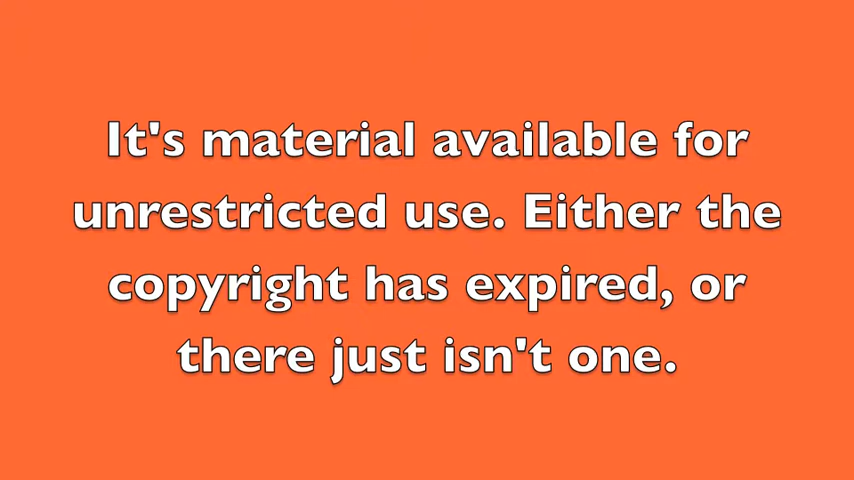 It's material available for
unrestricted use. Either the
copyright has expired, or
there just isn't one.